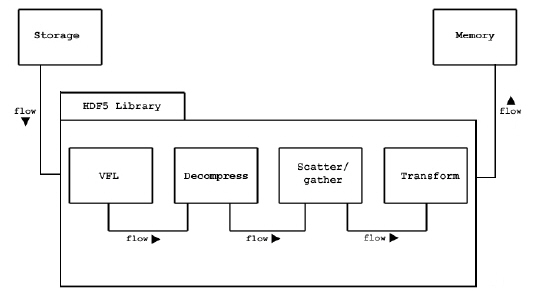 Storage
Memory
flow
flow
HDF5 Library
VFL
Decompress
Scatter/
gather
Transform
flow
flow
flow